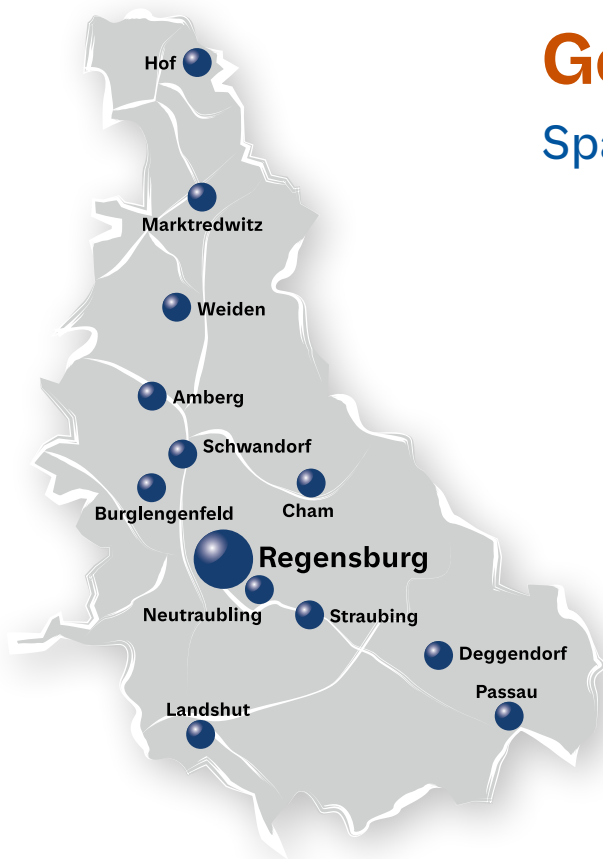 Hof
Marktredwitz
Weiden
Amberg
Schwandorf
Cham
Burglengenfeld
Regensburg
Neutraubling
Straubing
Deggendorf
Passau
Landshut